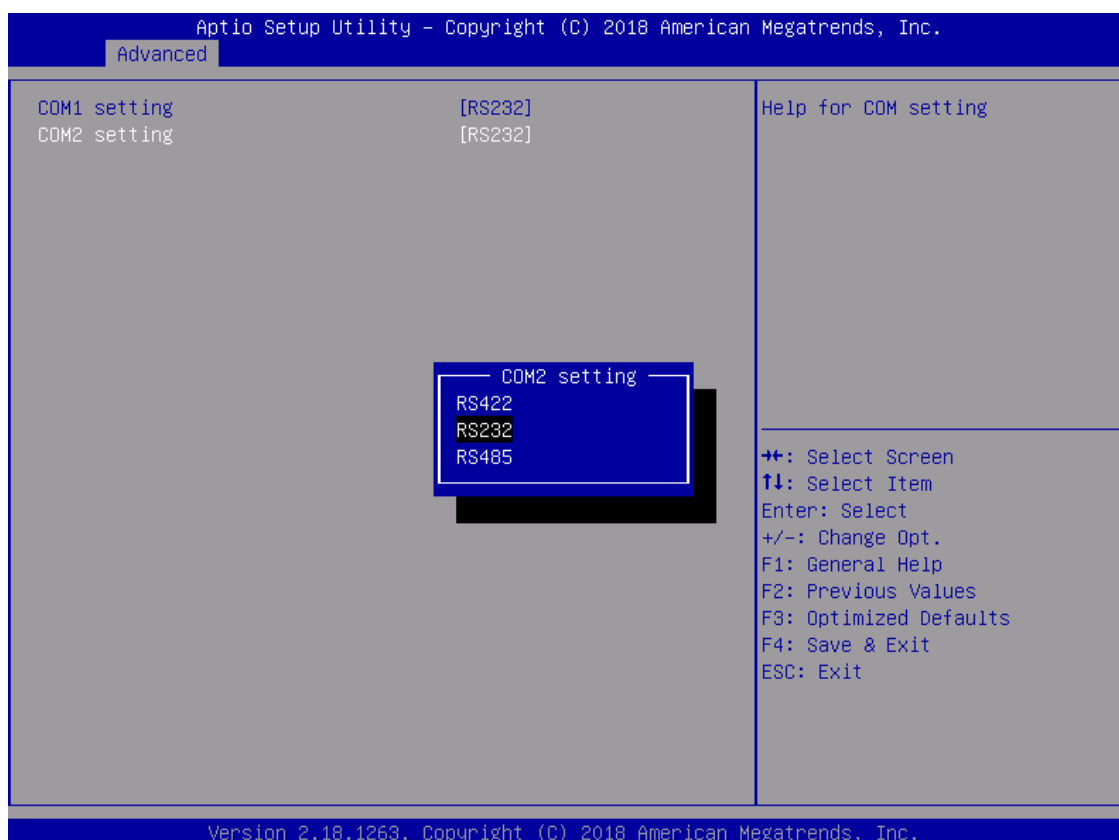 Aptio Setup Utility – Copyright (C) 2018 American Megatrends, Inc.
Advanced
COM1 setting [RS232]
COM2 setting [RS232]
Help for COM setting
COM2 setting
RS422
RS232
RS485
→←: Select Screen
↑↓: Select Item
Enter: Select
+/-: Change Opt.
F1: General Help
F2: Previous Values
F3: Optimized Defaults
F4: Save & Exit
ESC: Exit
Version 2.18.1263. Copyright (C) 2018 American Megatrends, Inc.